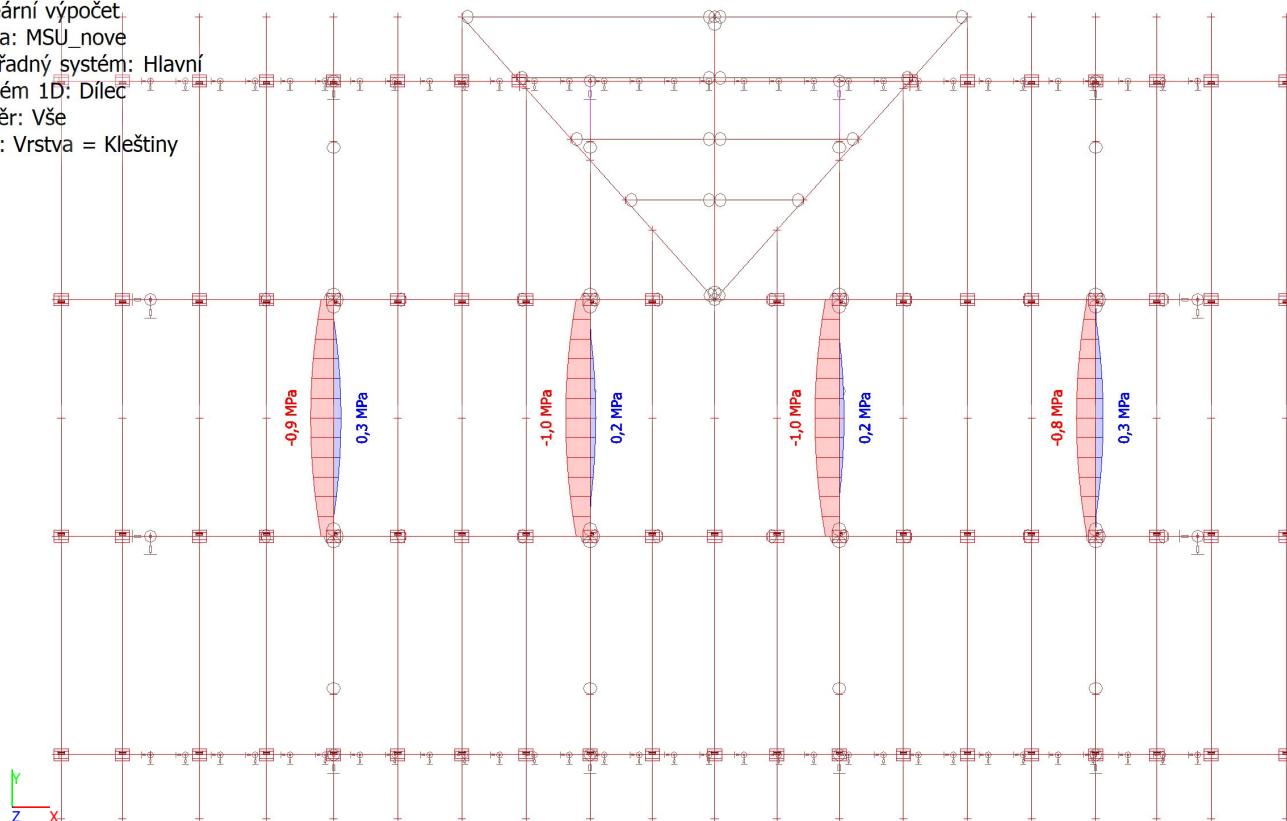 ární výpočet
a: MSU_nove
řadný systém: Hlavní
ém 1D: Dílec
ěr: Vše
: Vrstva = Kleštiny
-0,9 MPa
0,3 MPa
-1,0 MPa
0,2 MPa
-1,0 MPa
0,2 MPa
-0,8 MPa
0,3 MPa
Y
Z X